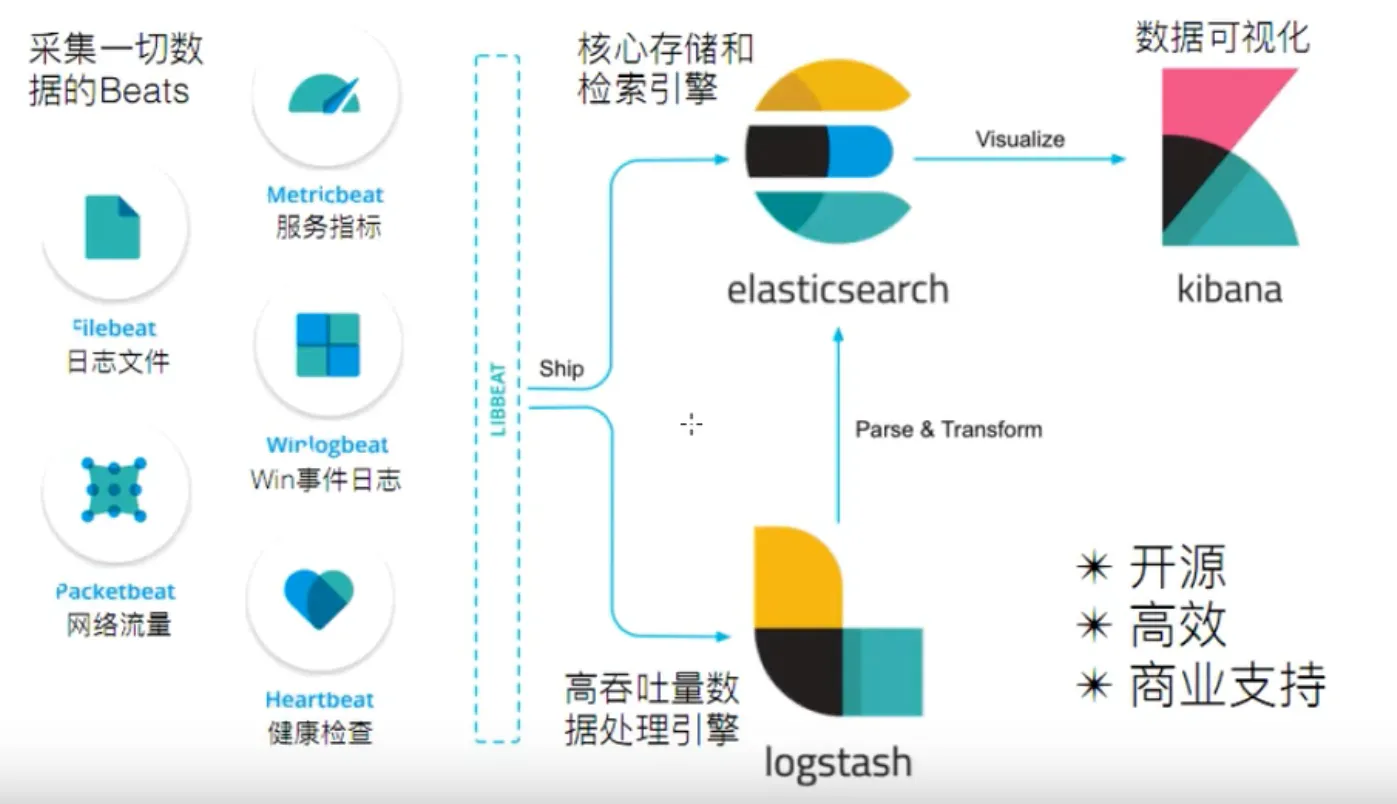 采集一切数
据的Beats
Metricbeat
服务指标
Filebeat
日志文件
Winlogbeat
Win事件日志
Packetbeat
网络流量
Heartbeat
健康检查
LIBBEAT
Ship
核心存储和
检索引擎
elasticsearch
Visualize
数据可视化
kibana
Parse & Transform
高吞吐量数
据处理引擎
logstash
✴ 开源
✴ 高效
✴ 商业支持